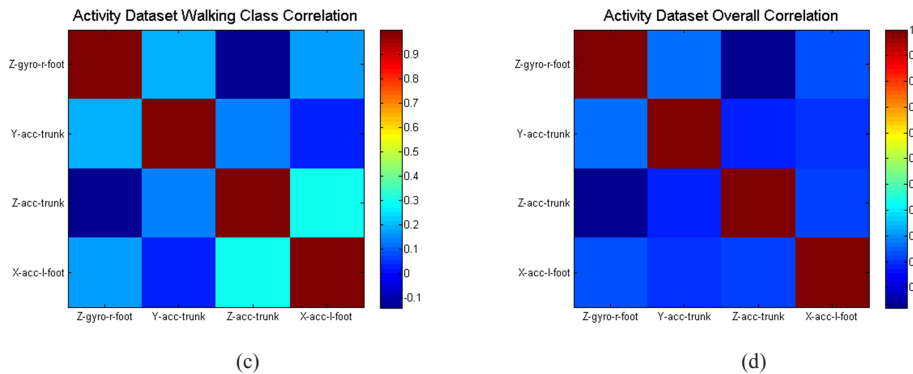 Activity Dataset Walking Class Correlation
Z-gyro-r-foot
Y-acc-trunk
Z-acc-trunk
X-acc-l-foot
Z-gyro-r-foot Y-acc-trunk Z-acc-trunk X-acc-l-foot
0.9
0.8
0.7
0.6
0.5
0.4
0.3
0.2
0.1
0
-0.1
(c)
Activity Dataset Overall Correlation
Z-gyro-r-foot
Y-acc-trunk
Z-acc-trunk
X-acc-l-foot
Z-gyro-r-foot Y-acc-trunk Z-acc-trunk X-acc-l-foot
(d)